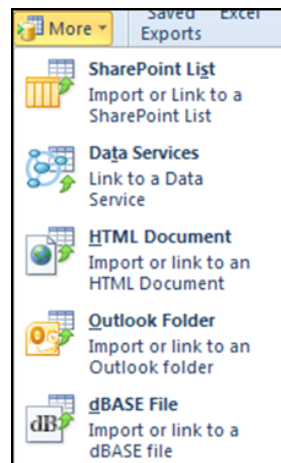 More
Saved Excel
Exports
SharePoint List
Import or Link to a
SharePoint List
Data Services
Link to a Data
Service
HTML Document
Import or link to an
HTML Document
Outlook Folder
Import or link to an
Outlook folder
dBASE File
dB
Import or link to a
dBASE file